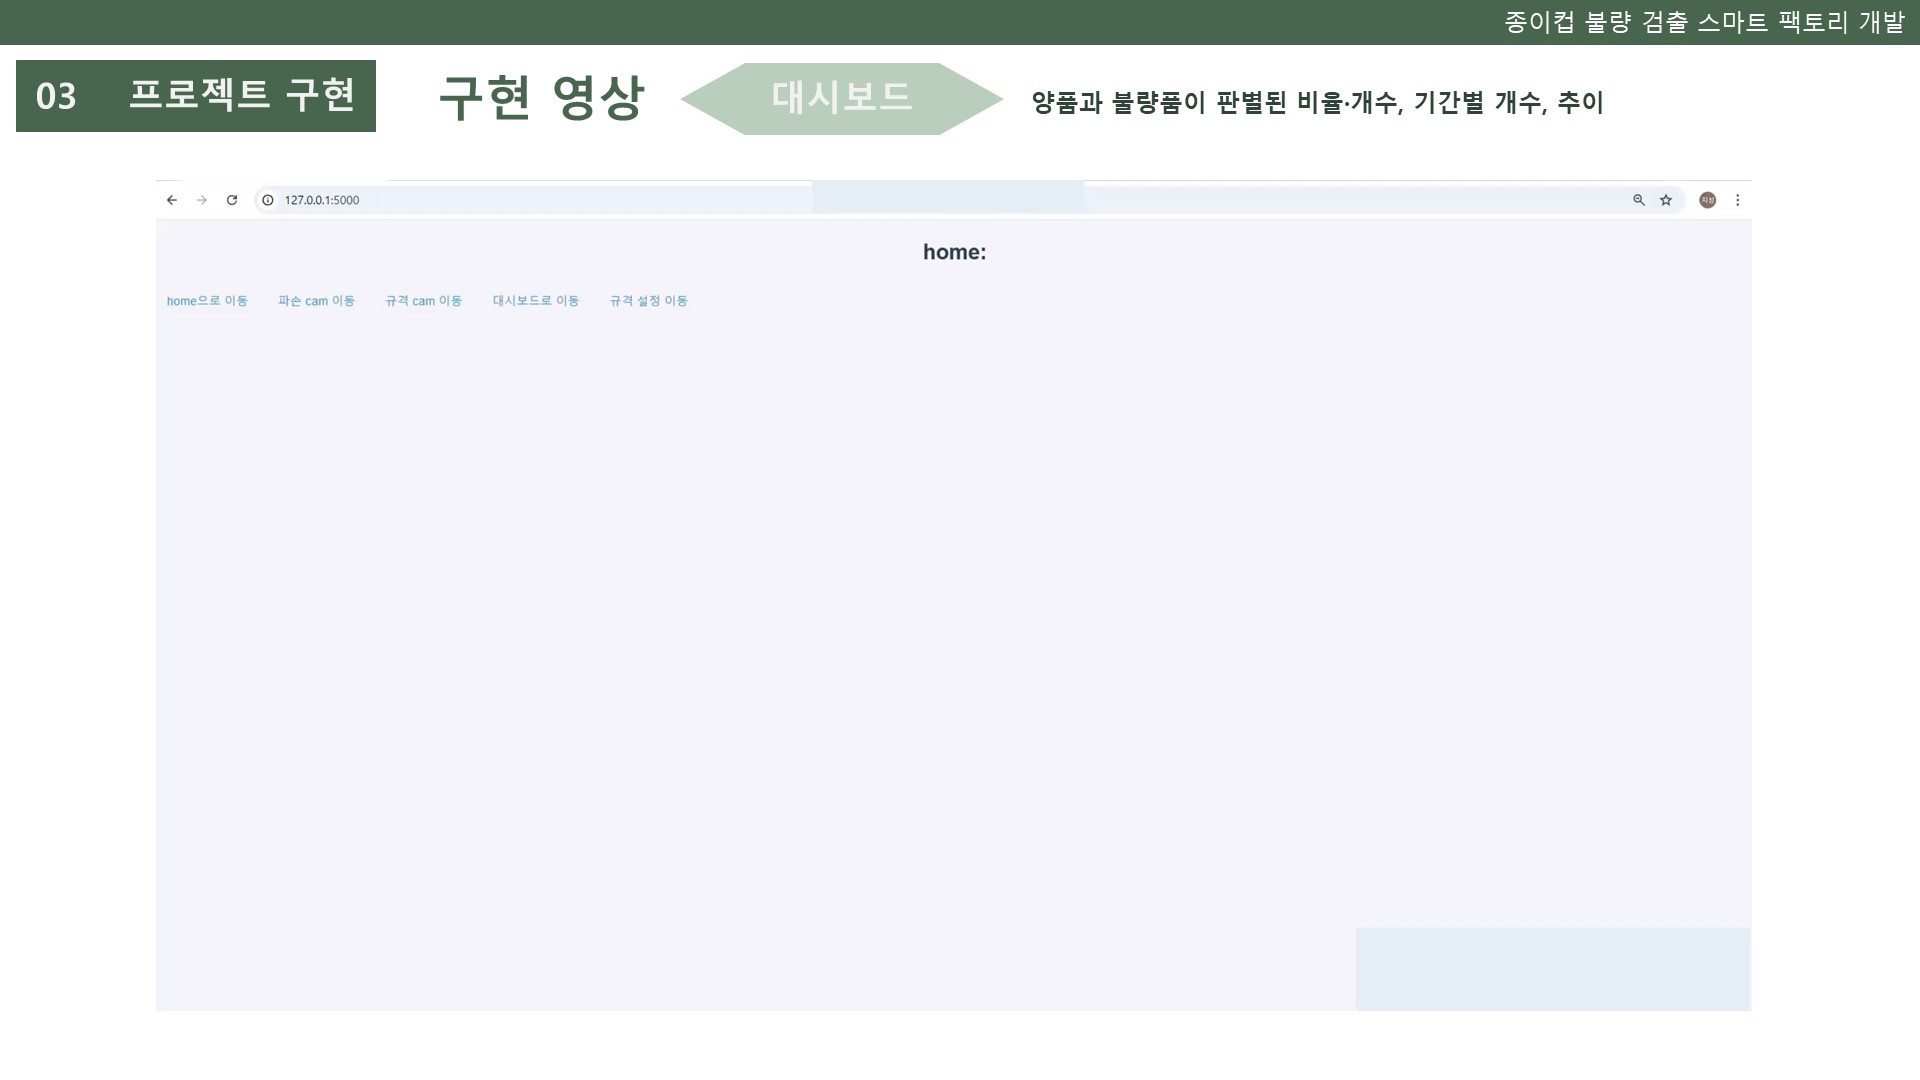 종이컵 불량 검출 스마트 팩토리 개발
03 프로젝트 구현
구현 영상
대시보드
양품과 불량품이 판별된 비율·개수, 기간별 개수, 추이
127.0.0.1:5000
지성
home:
home으로 이동 파손 cam 이동 규격 cam 이동 대시보드로 이동 규격 설정 이동